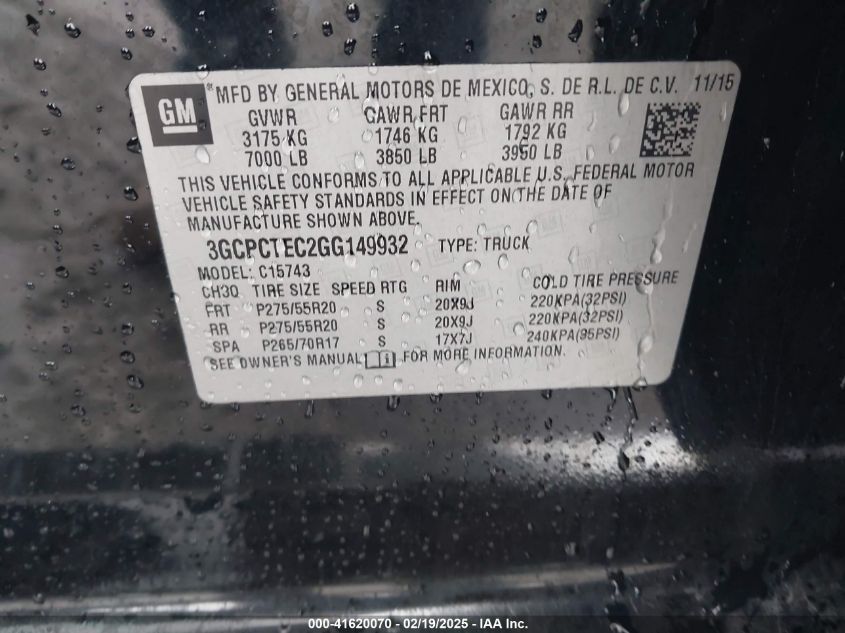 GM *MFD BY GENERAL MOTORS DE MEXICO, S. DE R.L. DE C.V. 11/15
GVWR GAWR FRT GAWR RR
3175 KG 1746 KG 1792 KG
7000 LB 3850 LB 3950 LB
THIS VEHICLE CONFORMS TO ALL APPLICABLE U.S. FEDERAL MOTOR
VEHICLE SAFETY STANDARDS IN EFFECT ON THE DATE OF
MANUFACTURE SHOWN ABOVE.
3GCPCTEC2GG149932 TYPE: TRUCK
MODEL: C15743
CH3Q TIRE SIZE SPEED RTG RIM COLD TIRE PRESSURE
FRT P275/55R20 S 20X9J 220KPA(32PSI)
RR P275/55R20 S 20X9J 220KPA(32PSI)
SPA P265/70R17 S 17X7J 240KPA(35PSI)
SEE OWNER'S MANUAL i FOR MORE INFORMATION.
000-41620070 - 02/19/2025 - IAA Inc.